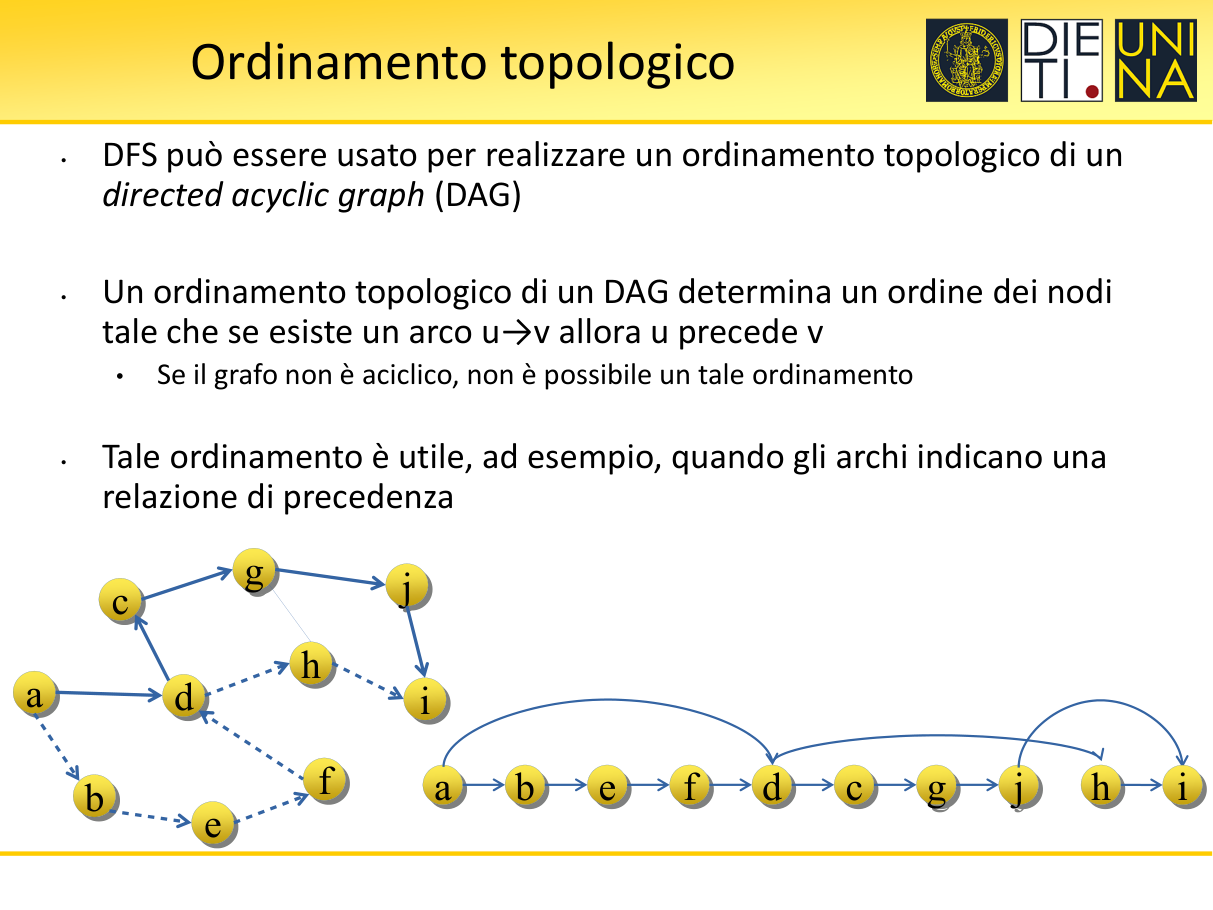 Ordinamento topologico
DIE
TI.
UNI
NA
• DFS può essere usato per realizzare un ordinamento topologico di un
directed acyclic graph (DAG)
• Un ordinamento topologico di un DAG determina un ordine dei nodi
tale che se esiste un arco u→v allora u precede v
• Se il grafo non è aciclico, non è possibile un tale ordinamento
• Tale ordinamento è utile, ad esempio, quando gli archi indicano una
relazione di precedenza
g
j
c
h
a
d
i
f
b
e
a b e f d c g j h i